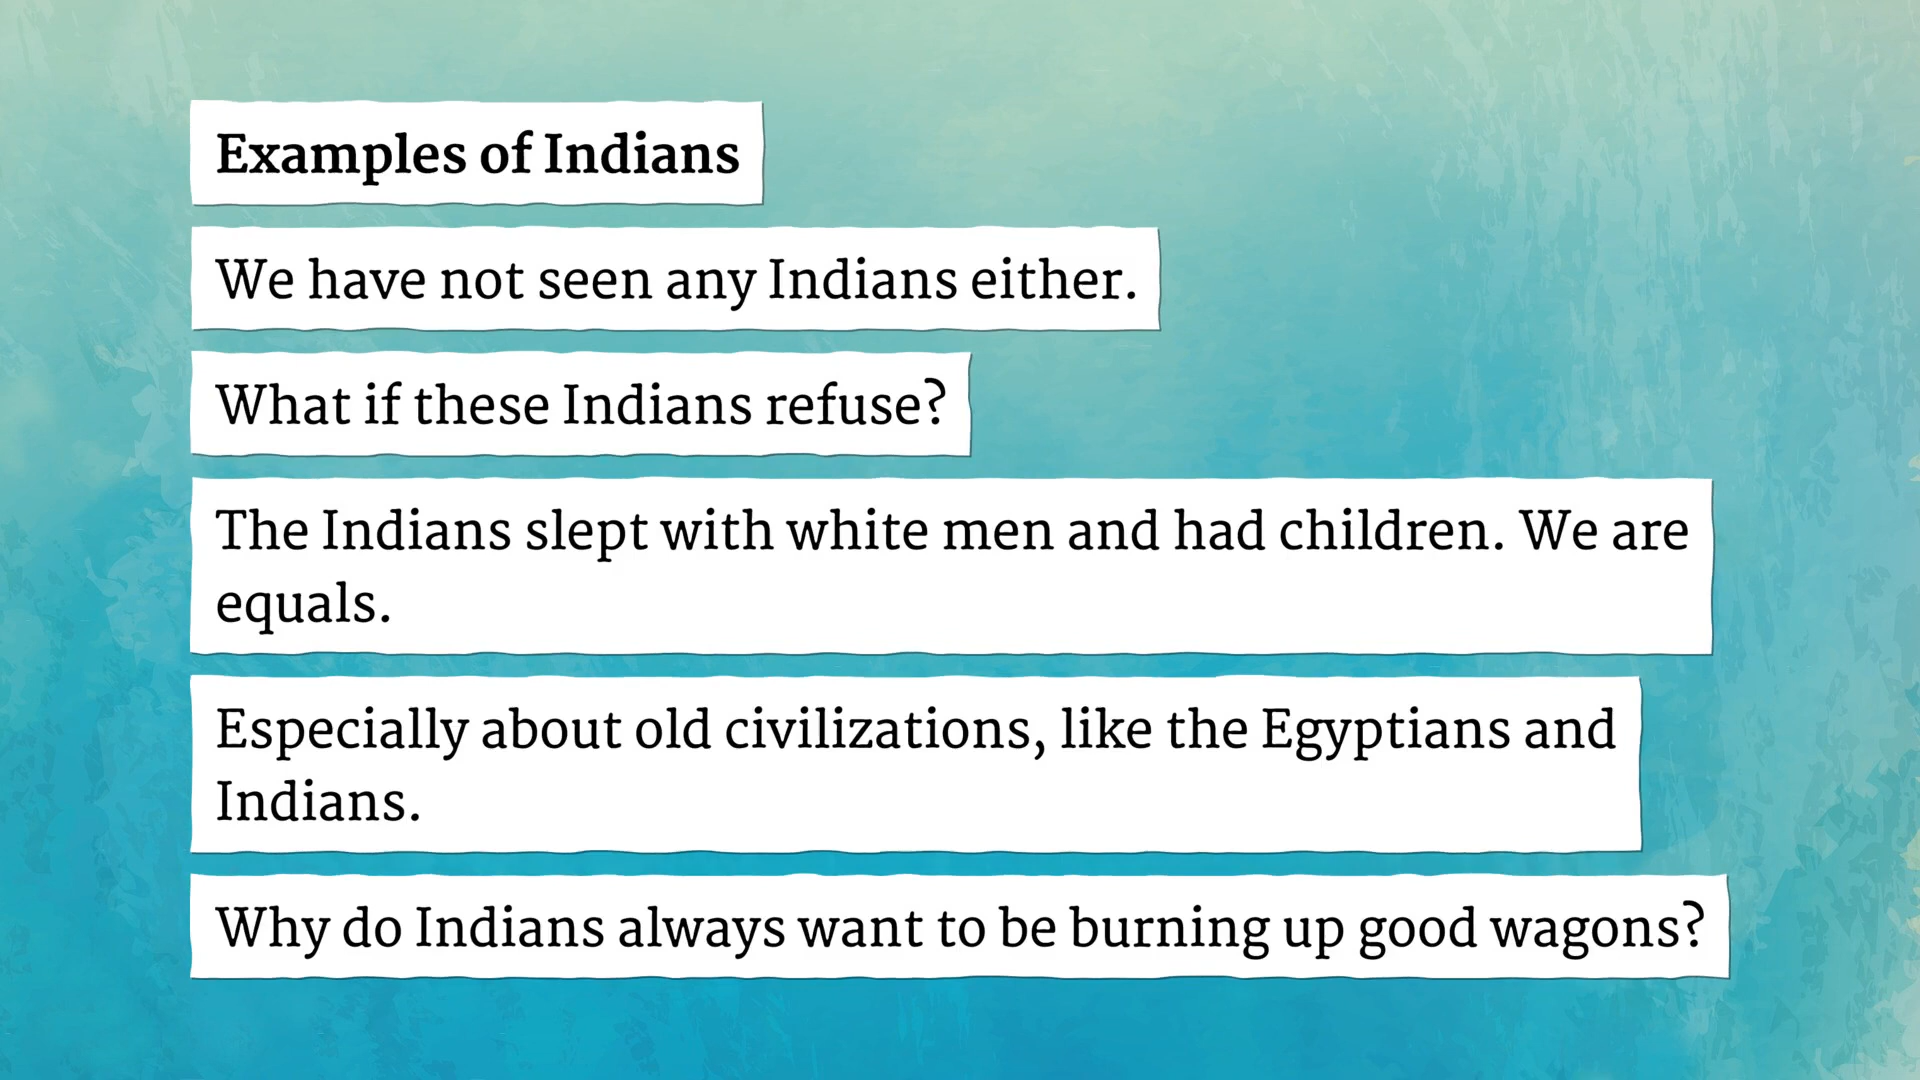 Examples of Indians
We have not seen any Indians either.
What if these Indians refuse?
The Indians slept with white men and had children. We are
equals.
Especially about old civilizations, like the Egyptians and
Indians.
Why do Indians always want to be burning up good wagons?